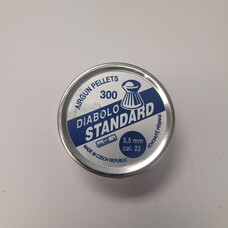 AIRGUN PELLETS
300
DIABOLO
STANDARD
5,5 mm
cal. 22
MADE IN CZECH REPUBLIC